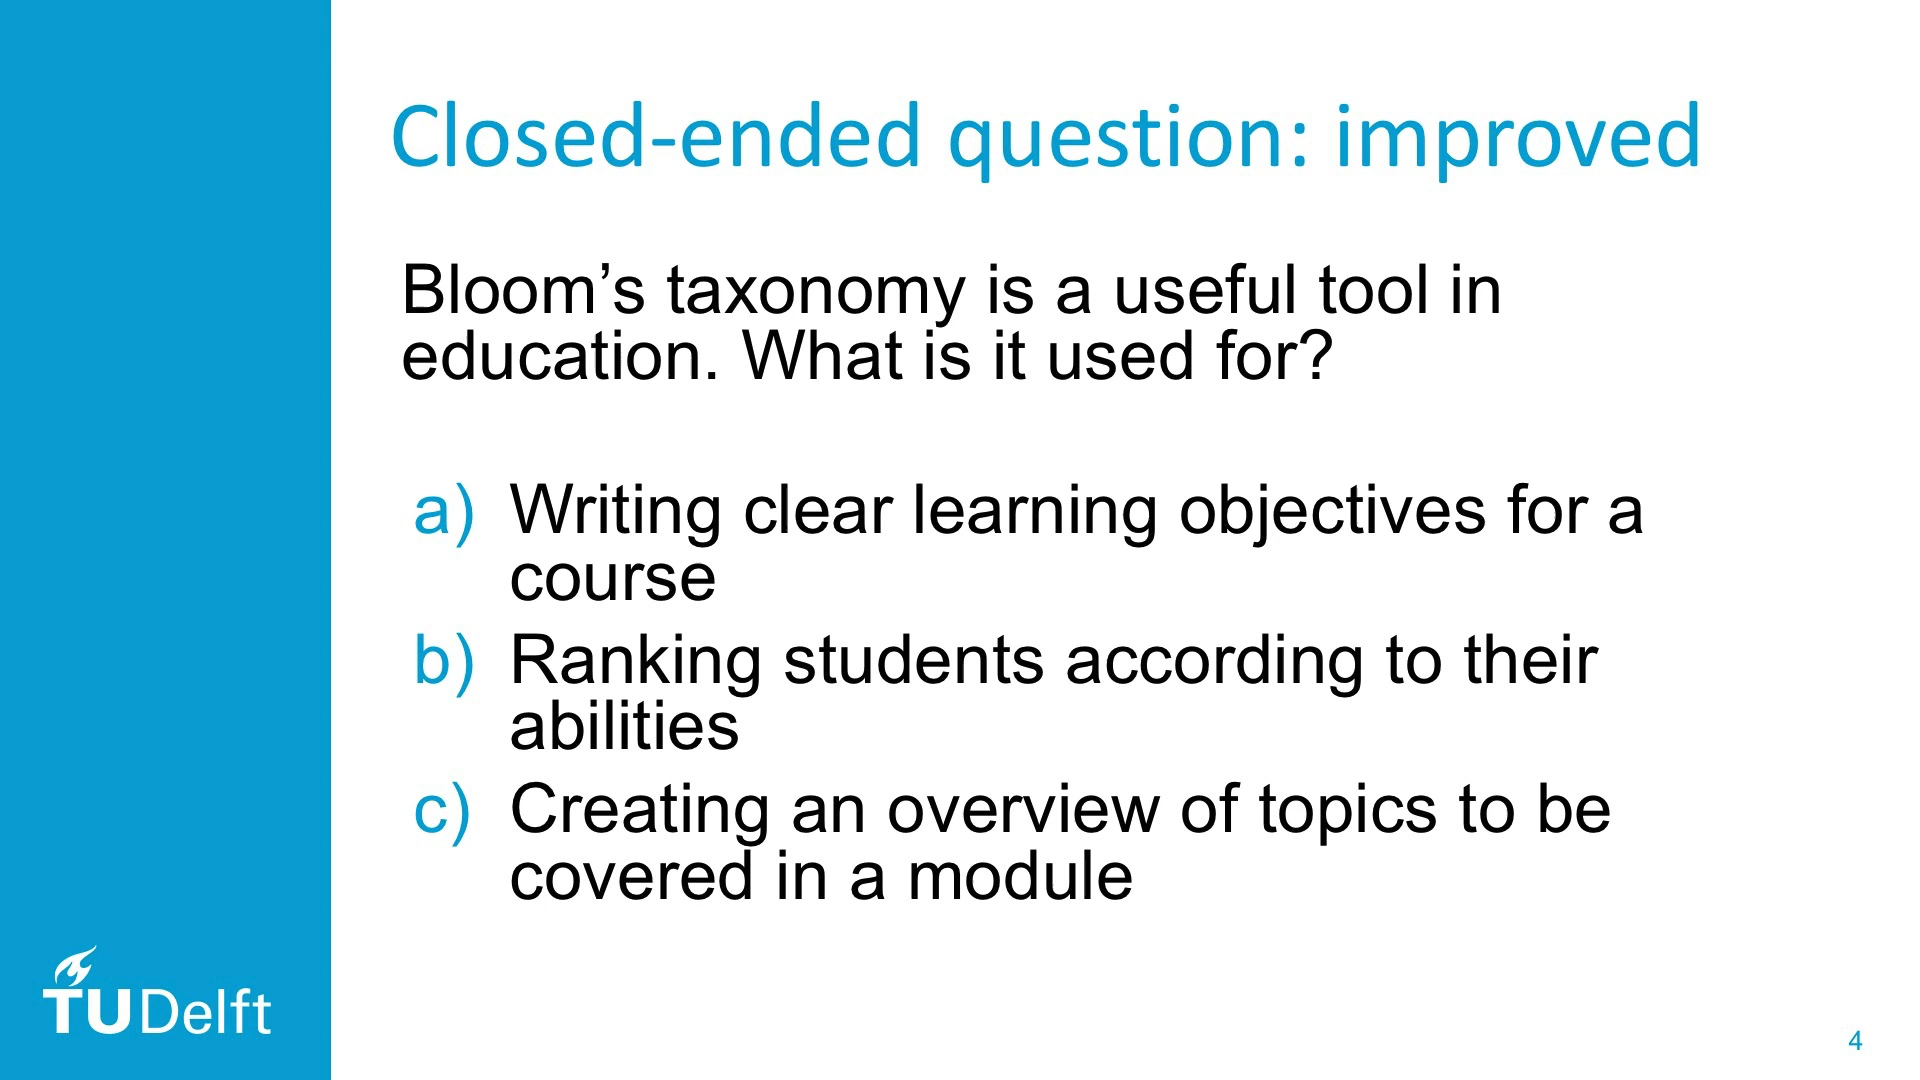 Closed-ended question: improved
Bloom’s taxonomy is a useful tool in
education. What is it used for?
a) Writing clear learning objectives for a
course
b) Ranking students according to their
abilities
c) Creating an overview of topics to be
covered in a module
TUDelft
4